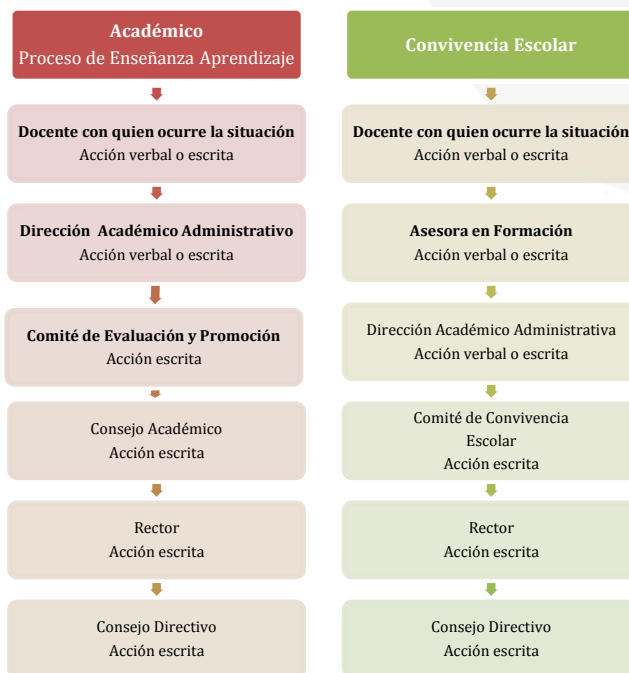 Académico
Proceso de Enseñanza Aprendizaje
Docente con quien ocurre la situación
Acción verbal o escrita
Dirección Académico Administrativo
Acción verbal o escrita
Comité de Evaluación y Promoción
Acción escrita
Consejo Académico
Acción escrita
Rector
Acción escrita
Consejo Directivo
Acción escrita
Convivencia Escolar
Docente con quien ocurre la situación
Acción verbal o escrita
Asesora en Formación
Acción verbal o escrita
Dirección Académico Administrativa
Acción verbal o escrita
Comité de Convivencia
Escolar
Acción escrita
Rector
Acción escrita
Consejo Directivo
Acción escrita